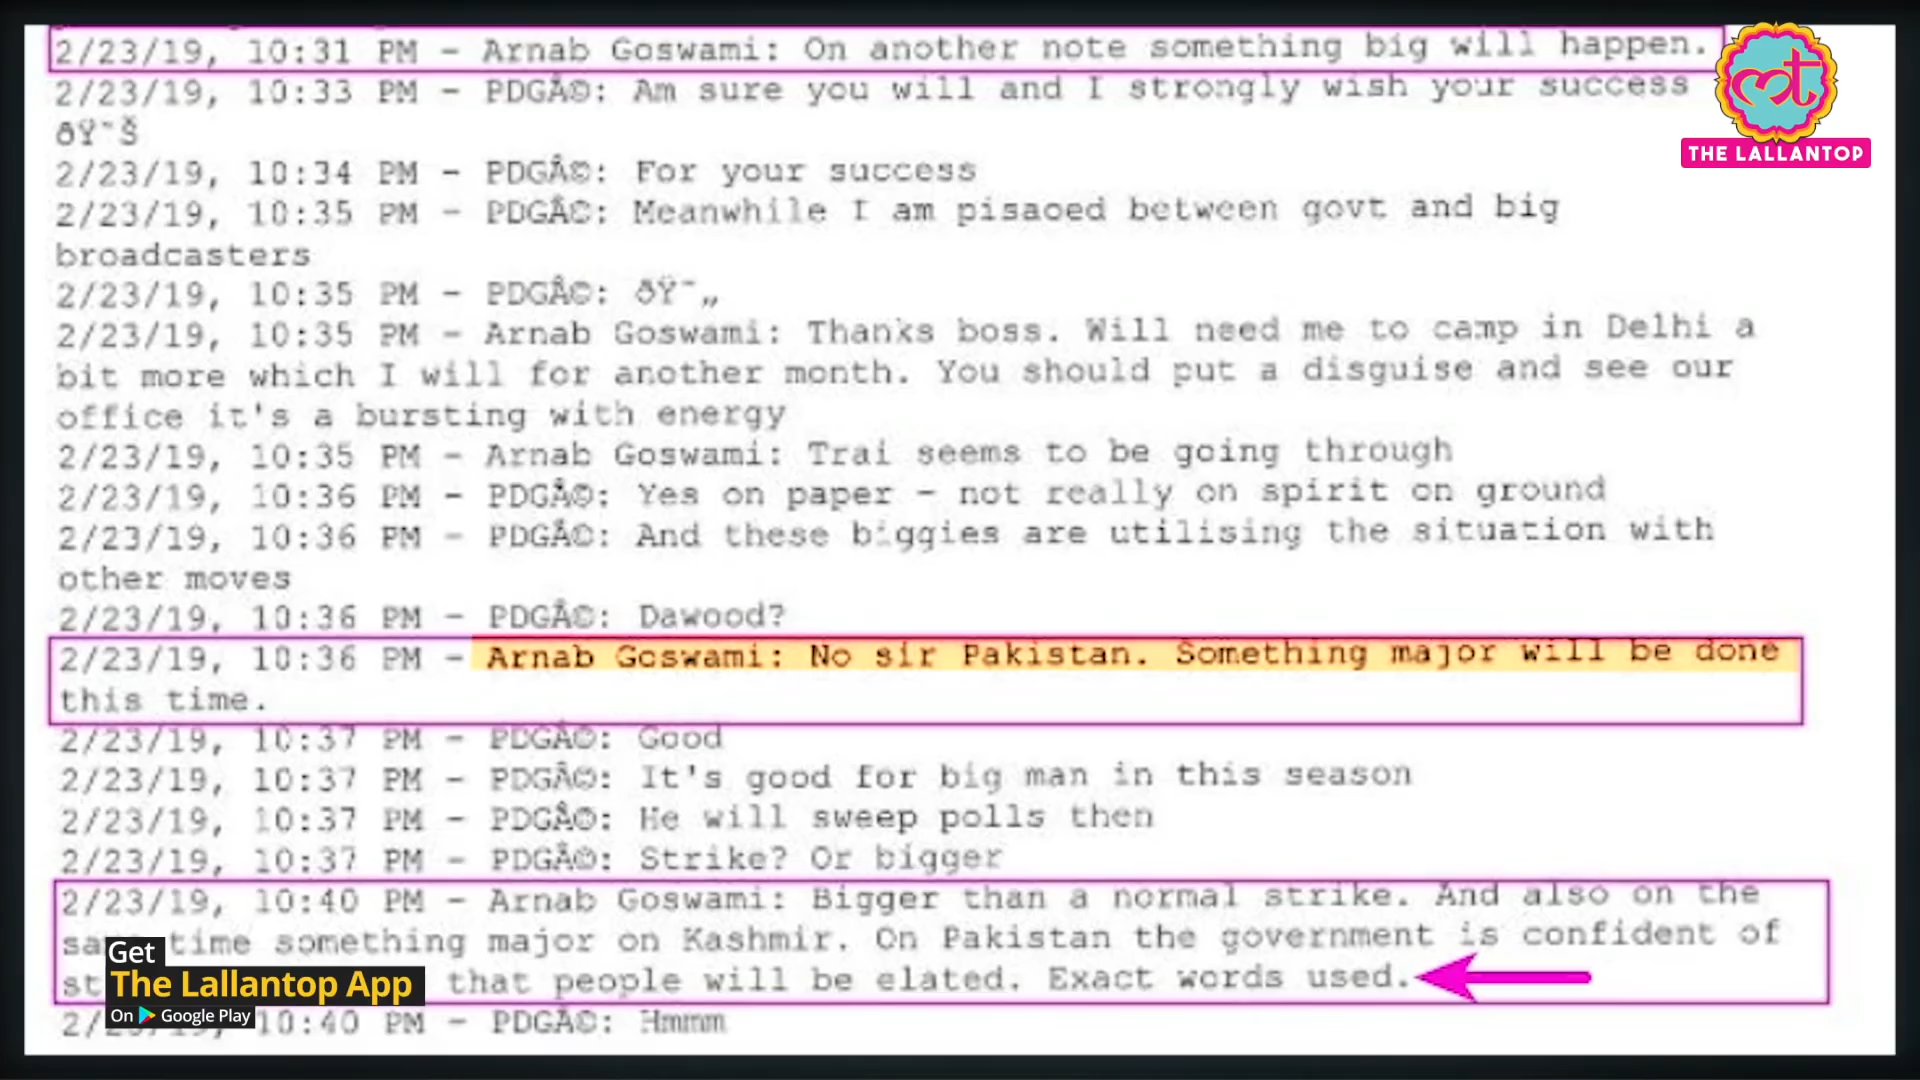 2/23/19, 10:31 PM - Arnab Goswami: On another note something big will happen.
2/23/19, 10:33 PM - PDGÂ©: Am sure you will and I strongly wish your success
ðŸ˜Š
2/23/19, 10:34 PM - PDGÂ©: For your success
2/23/19, 10:35 PM - PDGÂ©: Meanwhile I am pisaoed between govt and big
broadcasters
2/23/19, 10:35 PM - PDGÂ©: ðŸ˜„
2/23/19, 10:35 PM - Arnab Goswami: Thanks boss. Will need me to camp in Delhi a
bit more which I will for another month. You should put a disguise and see our
office it's a bursting with energy
2/23/19, 10:35 PM - Arnab Goswami: Trai seems to be going through
2/23/19, 10:36 PM - PDGÂ©: Yes on paper - not really on spirit on ground
2/23/19, 10:36 PM - PDGÂ©: And these biggies are utilising the situation with
other moves
2/23/19, 10:36 PM - PDGÂ©: Dawood?
2/23/19, 10:36 PM - Arnab Goswami: No sir Pakistan. Something major will be done
this time.
2/23/19, 10:37 PM - PDGÂ©: Good
2/23/19, 10:37 PM - PDGÂ©: It's good for big man in this season
2/23/19, 10:37 PM - PDGÂ©: He will sweep polls then
2/23/19, 10:37 PM - PDGÂ©: Strike? Or bigger
2/23/19, 10:40 PM - Arnab Goswami: Bigger than a normal strike. And also on the
time something major on Kashmir. On Pakistan the government is confident of
that people will be elated. Exact words used.
10:40 PM - PDGÂ©: Hmmm
THE LALLANTOP
Get
The Lallantop App
On Google Play